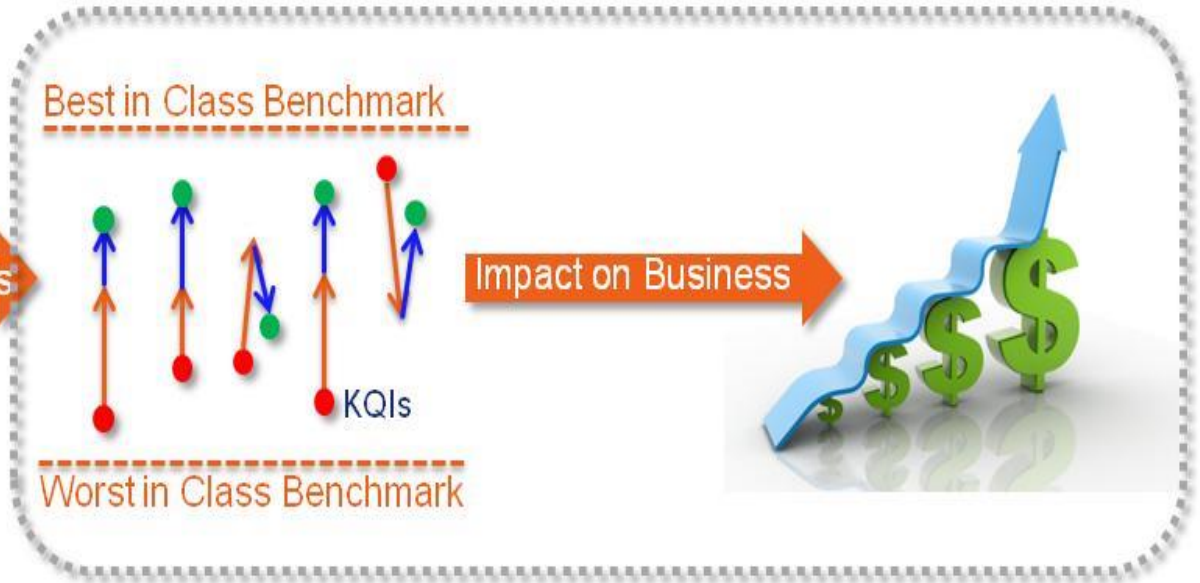 Best in Class Benchmark
s
Impact on Business
$ $ $ $
KQIs
Worst in Class Benchmark